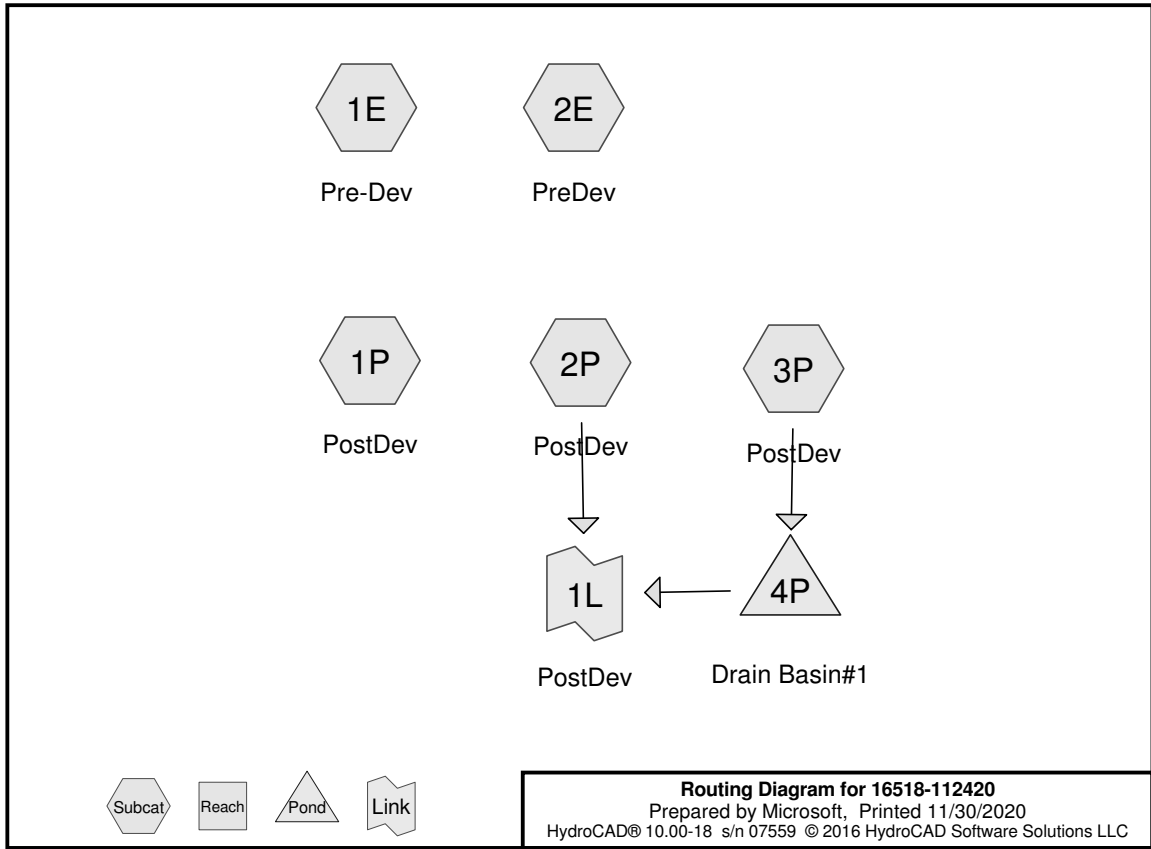 1E
2E
Pre-Dev
PreDev
1P
2P
3P
PostDev
PostDev
PostDev
1L
4P
PostDev
Drain Basin#1
Subcat
Reach
Pond
Link
Routing Diagram for 16518-112420
Prepared by Microsoft, Printed 11/30/2020
HydroCAD® 10.00-18 s/n 07559 © 2016 HydroCAD Software Solutions LLC